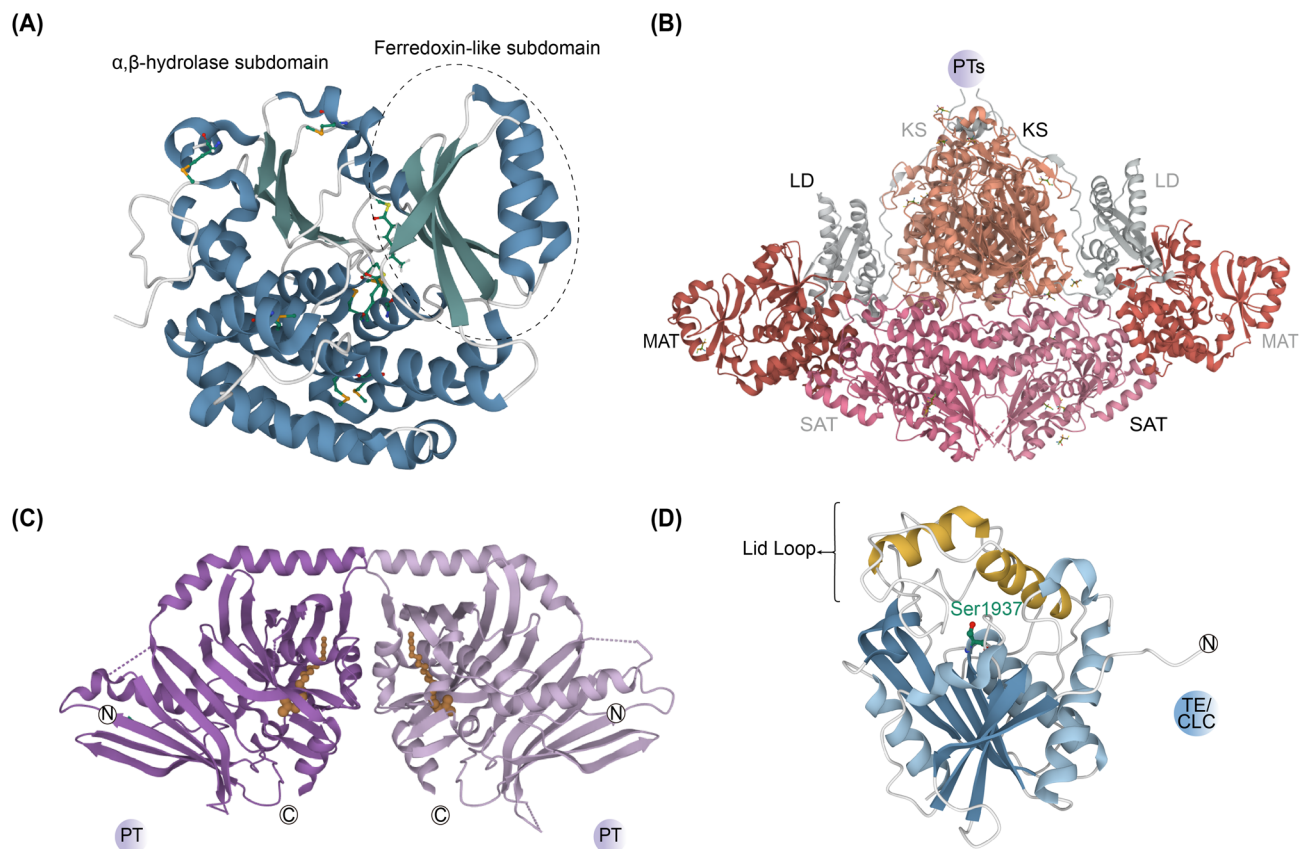 (A)
α,β-hydrolase subdomain
Ferredoxin-like subdomain
(B)
PTs
KS
KS
LD
LD
MAT
MAT
SAT
SAT
(C)
N
N
C
C
PT
PT
(D)
Lid Loop
Ser1937
N
TE/
CLC